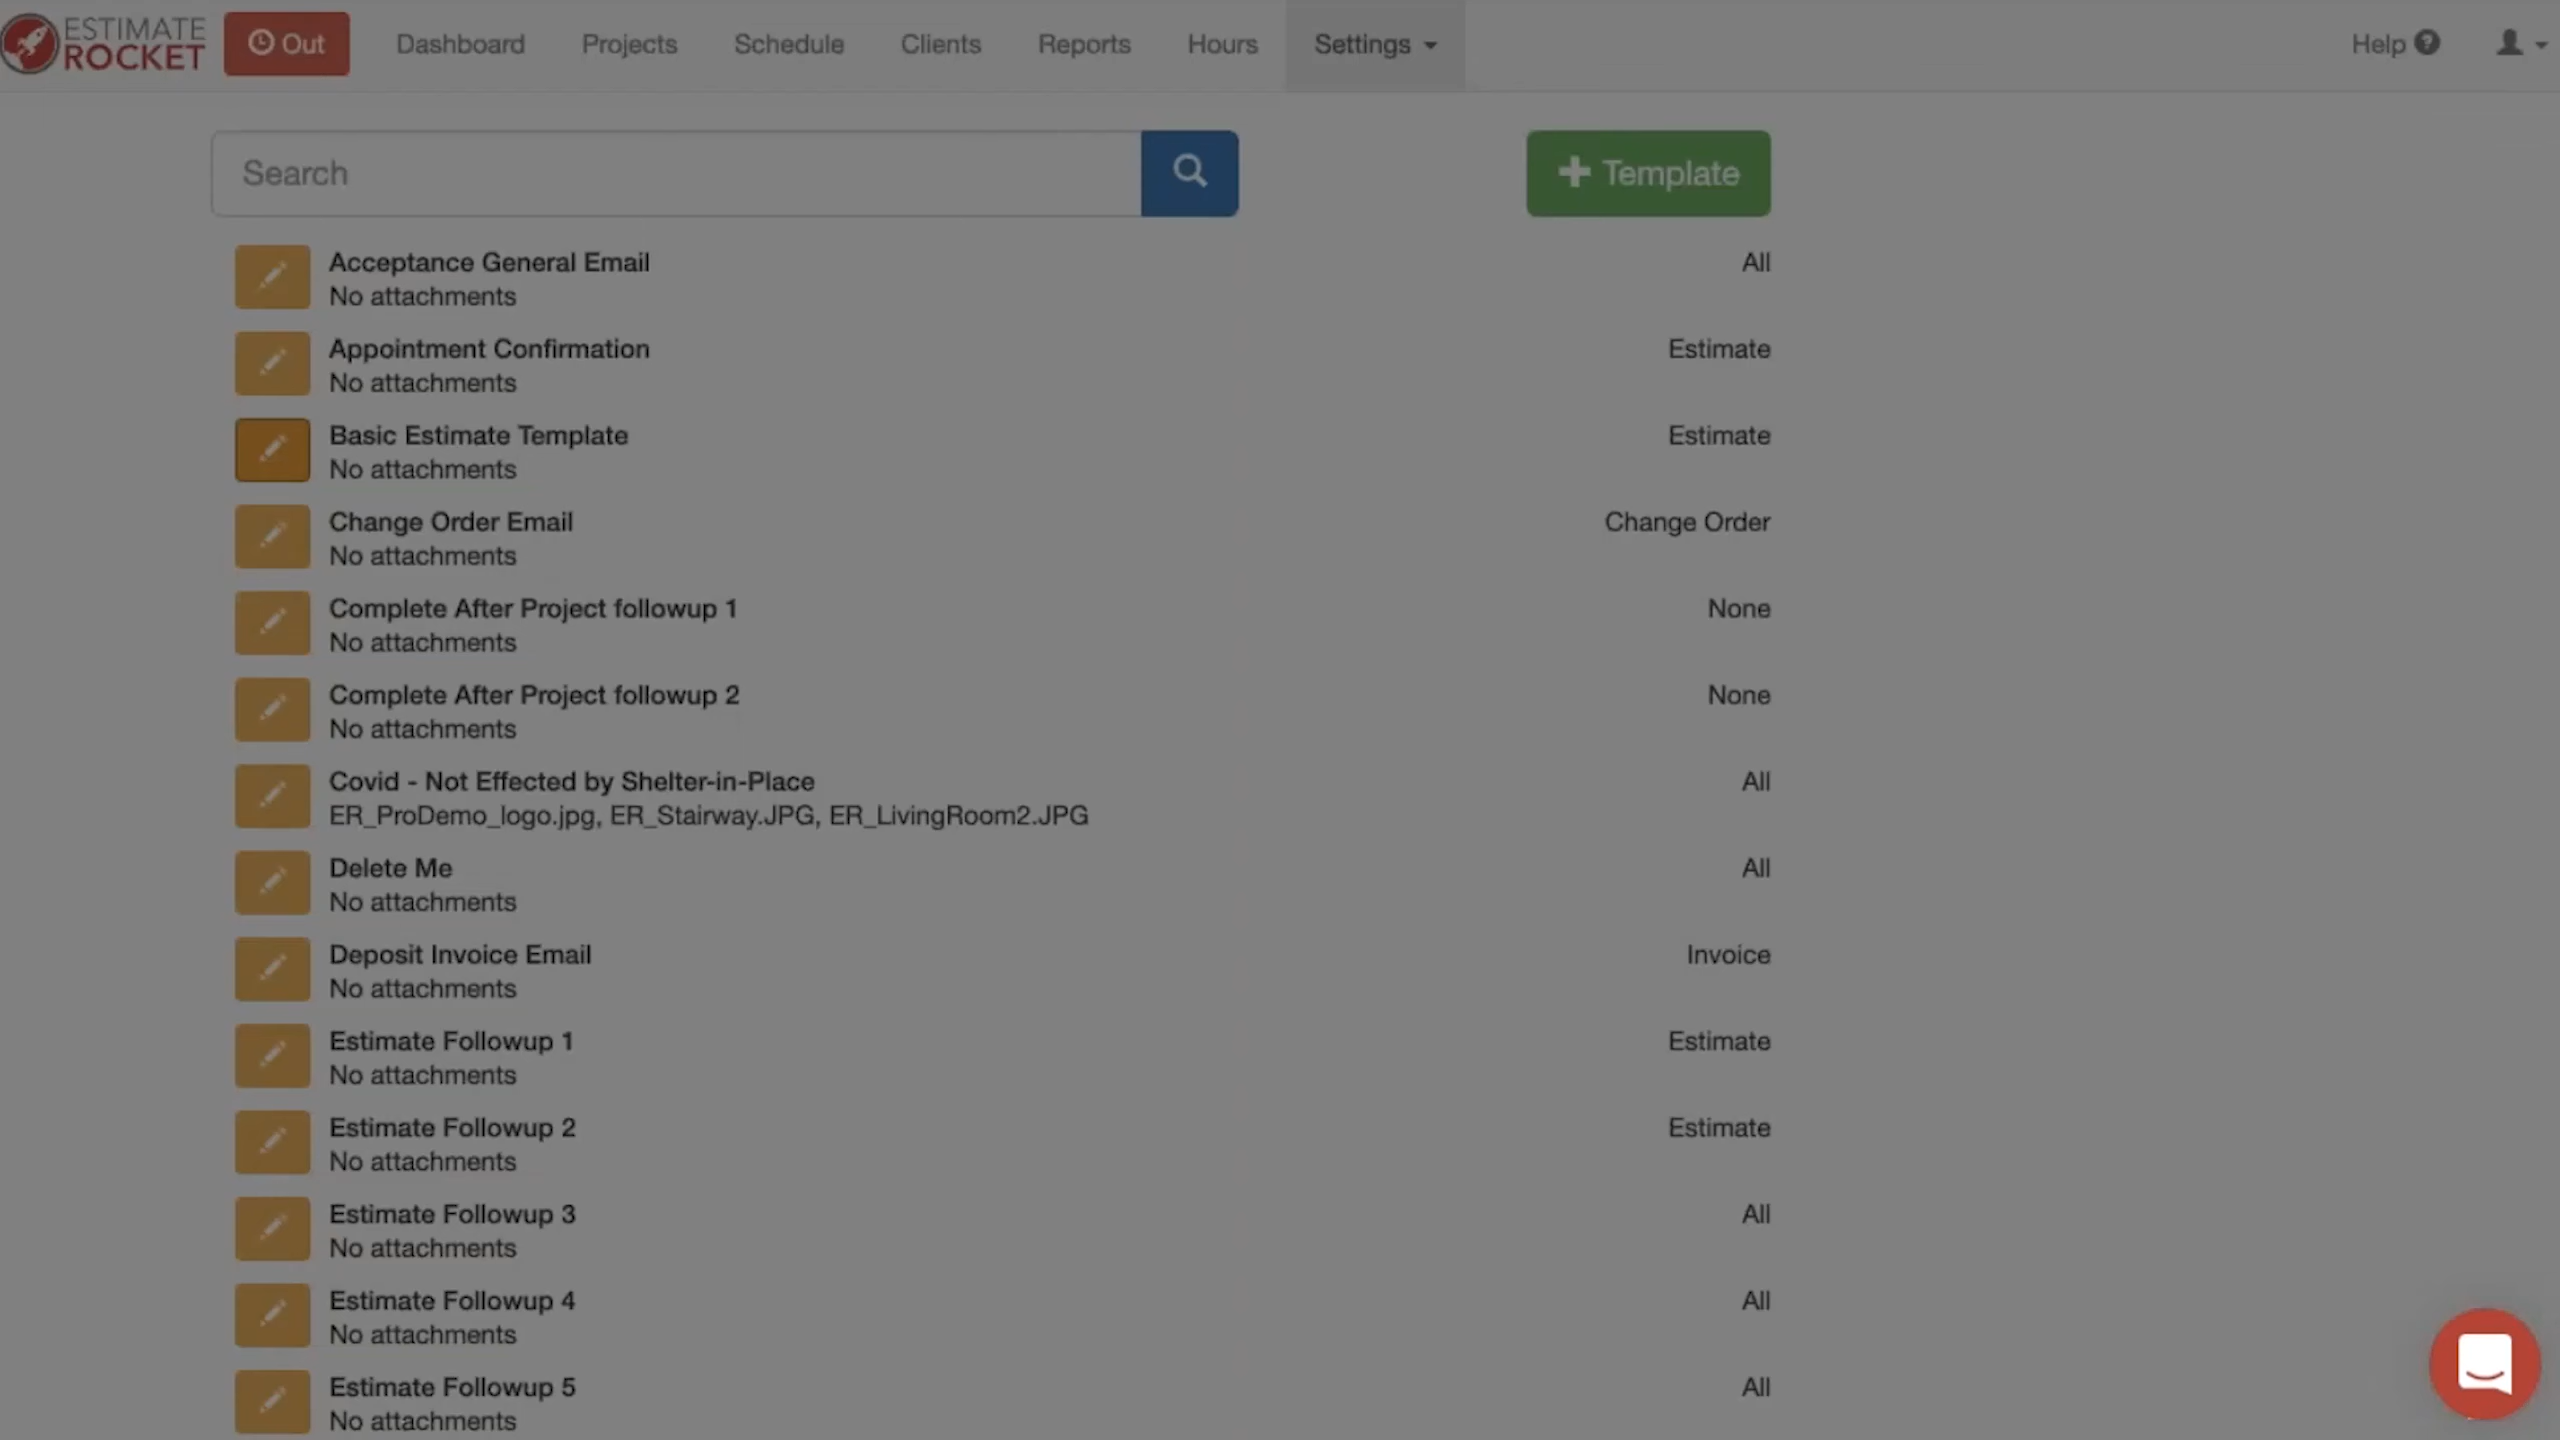 ESTIMATE
ROCKET
Out
Dashboard
Projects
Schedule
Clients
Reports
Hours
Settings
Help
Search
Template
Acceptance General Email
All
No attachments
Appointment Confirmation
Estimate
No attachments
Basic Estimate Template
Estimate
No attachments
Change Order Email
Change Order
No attachments
Complete After Project followup 1
None
No attachments
Complete After Project followup 2
None
No attachments
Covid - Not Effected by Shelter-in-Place
All
ER_ProDemo_logo.jpg, ER_Stairway.JPG, ER_LivingRoom2.JPG
Delete Me
All
No attachments
Deposit Invoice Email
Invoice
No attachments
Estimate Followup 1
Estimate
No attachments
Estimate Followup 2
Estimate
No attachments
Estimate Followup 3
All
No attachments
Estimate Followup 4
All
No attachments
Estimate Followup 5
All
No attachments